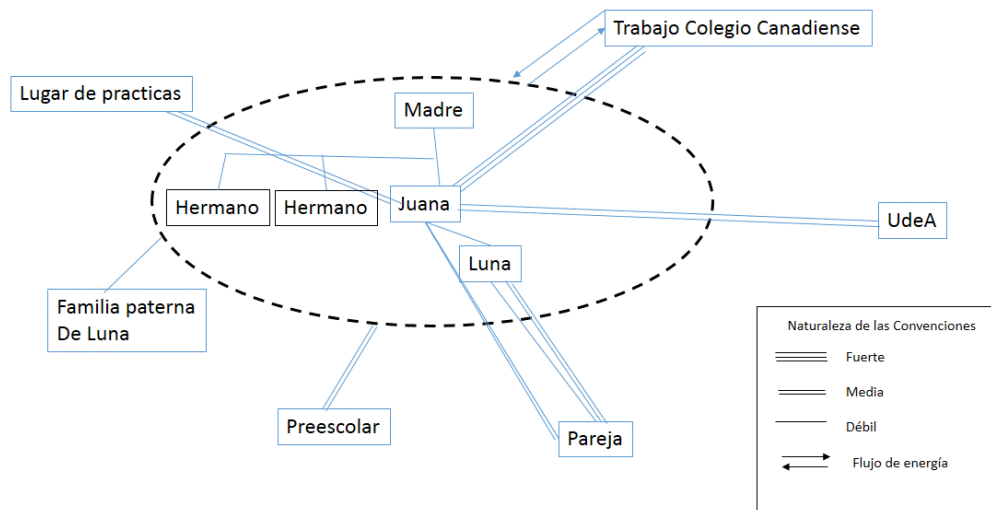 Trabajo Colegio Canadiense
Lugar de practicas
Madre
Hermano
Hermano
Juana
UdeA
Luna
Familia paterna
De Luna
Preescolar
Pareja
Naturaleza de las Convenciones
Fuerte
Media
Débil
Flujo de energía